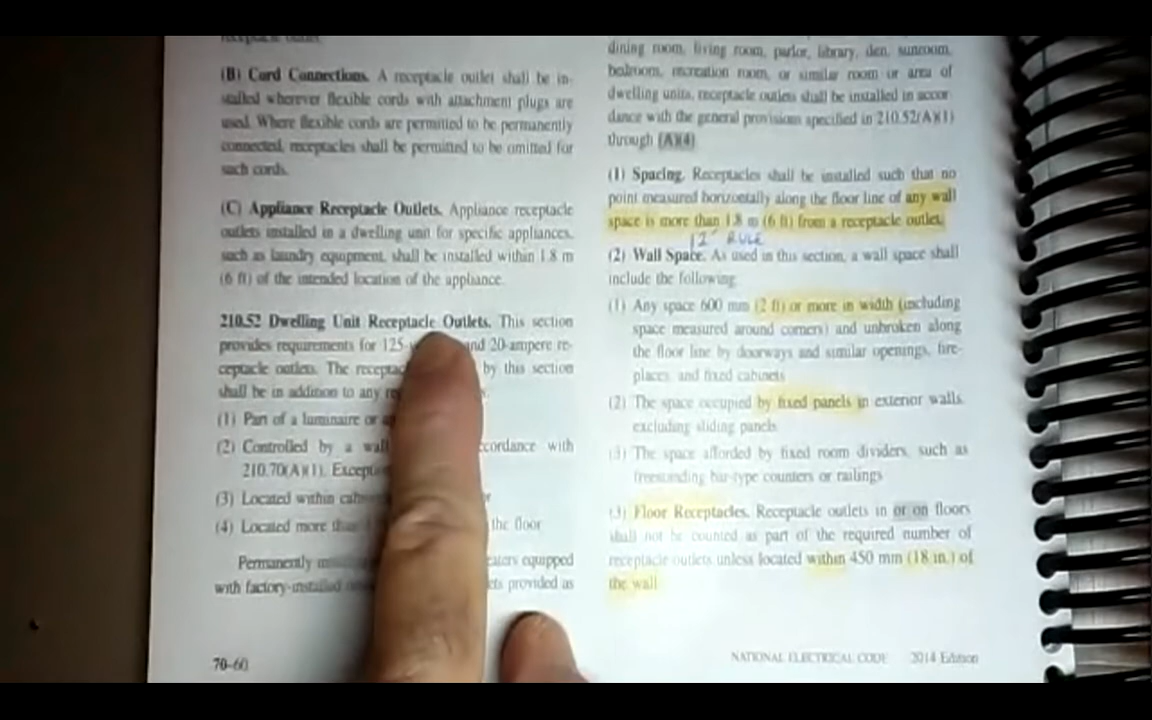 receptacle outlet.
(B) Cord Connections. A receptacle outlet shall be in-
stalled wherever flexible cords with attachment plugs are
used. Where flexible cords are permitted to be permanently
connected, receptacles shall be permitted to be omitted for
such cords.
(C) Appliance Receptacle Outlets. Appliance receptacle
outlets installed in a dwelling unit for specific appliances,
such as laundry equipment, shall be installed within 1.8 m
(6 ft) of the intended location of the appliance.
210.52 Dwelling Unit Receptacle Outlets. This section
provides requirements for 125- and 20-ampere re-
ceptacle outlets. The by this section
shall be in addition to any
(1) Part of a luminaire or
(2) Controlled by a wall accordance with
210.70(A)(1), Exception
(3) Located within
(4) Located more than the floor
Permanently equipped
with factory-installed provided as
70-60
dining room, living room, parlor, library, den, sunroom,
bedroom, recreation room, or similar room or area of
dwelling units, receptacle outlets shall be installed in accor-
dance with the general provisions specified in 210.52(A)(1)
through (A)(4).
(1) Spacing. Receptacles shall be installed such that no
point measured horizontally along the floor line of any wall
space is more than 1.8 m (6 ft) from a receptacle outlet.
12' RULE
(2) Wall Space. As used in this section, a wall space shall
include the following:
(1) Any space 600 mm (2 ft) or more in width (including
space measured around corners) and unbroken along
the floor line by doorways and similar openings, fire-
places, and fixed cabinets
(2) The space occupied by fixed panels in exterior walls,
excluding sliding panels
(3) The space afforded by fixed room dividers, such as
freestanding bar-type counters or railings
(3) Floor Receptacles. Receptacle outlets in or on floors
shall not be counted as part of the required number of
receptacle outlets unless located within 450 mm (18 in.) of
the wall.
NATIONAL ELECTRICAL CODE 2014 Edition